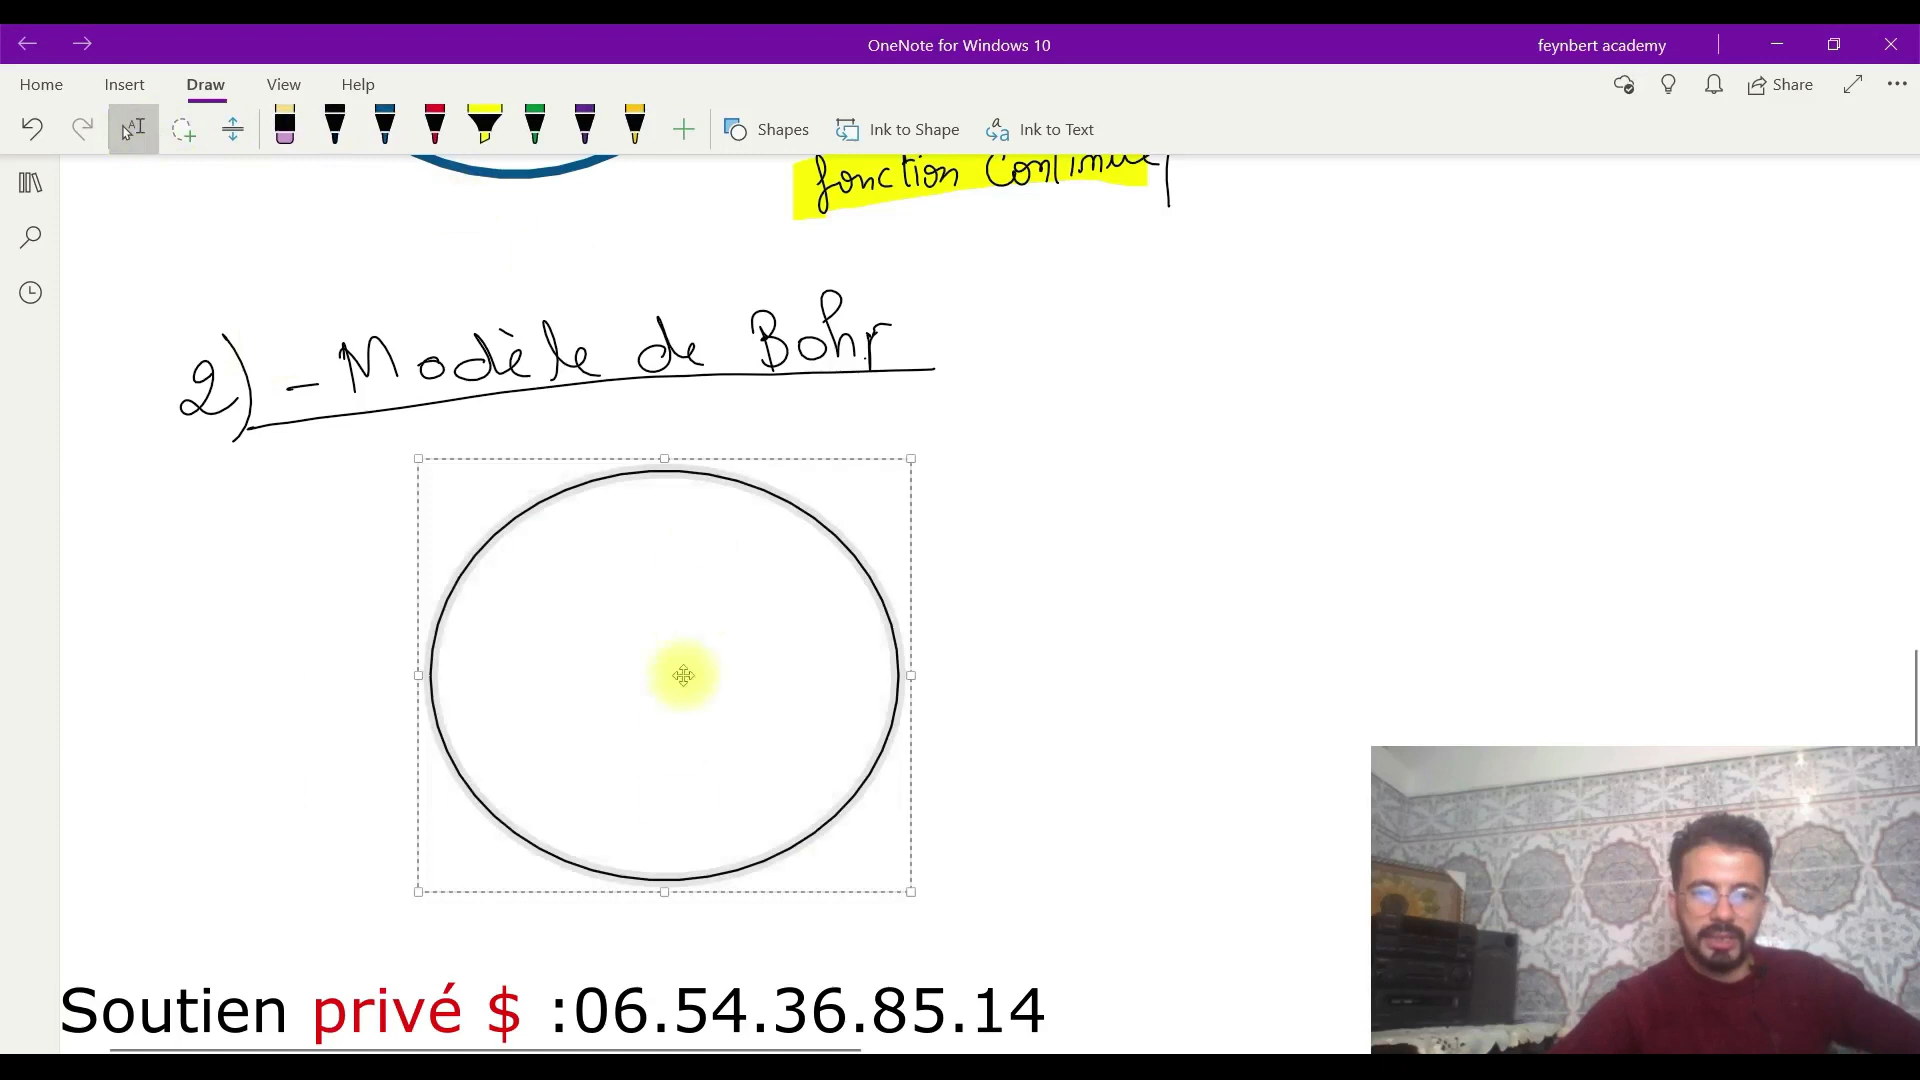 OneNote for Windows 10
feynbert academy
Home Insert Draw View Help
Share
Shapes
Ink to Shape
Ink to Text
fonction Continue
2) - Modèle de Bohr
Soutien privé $ :06.54.36.85.14